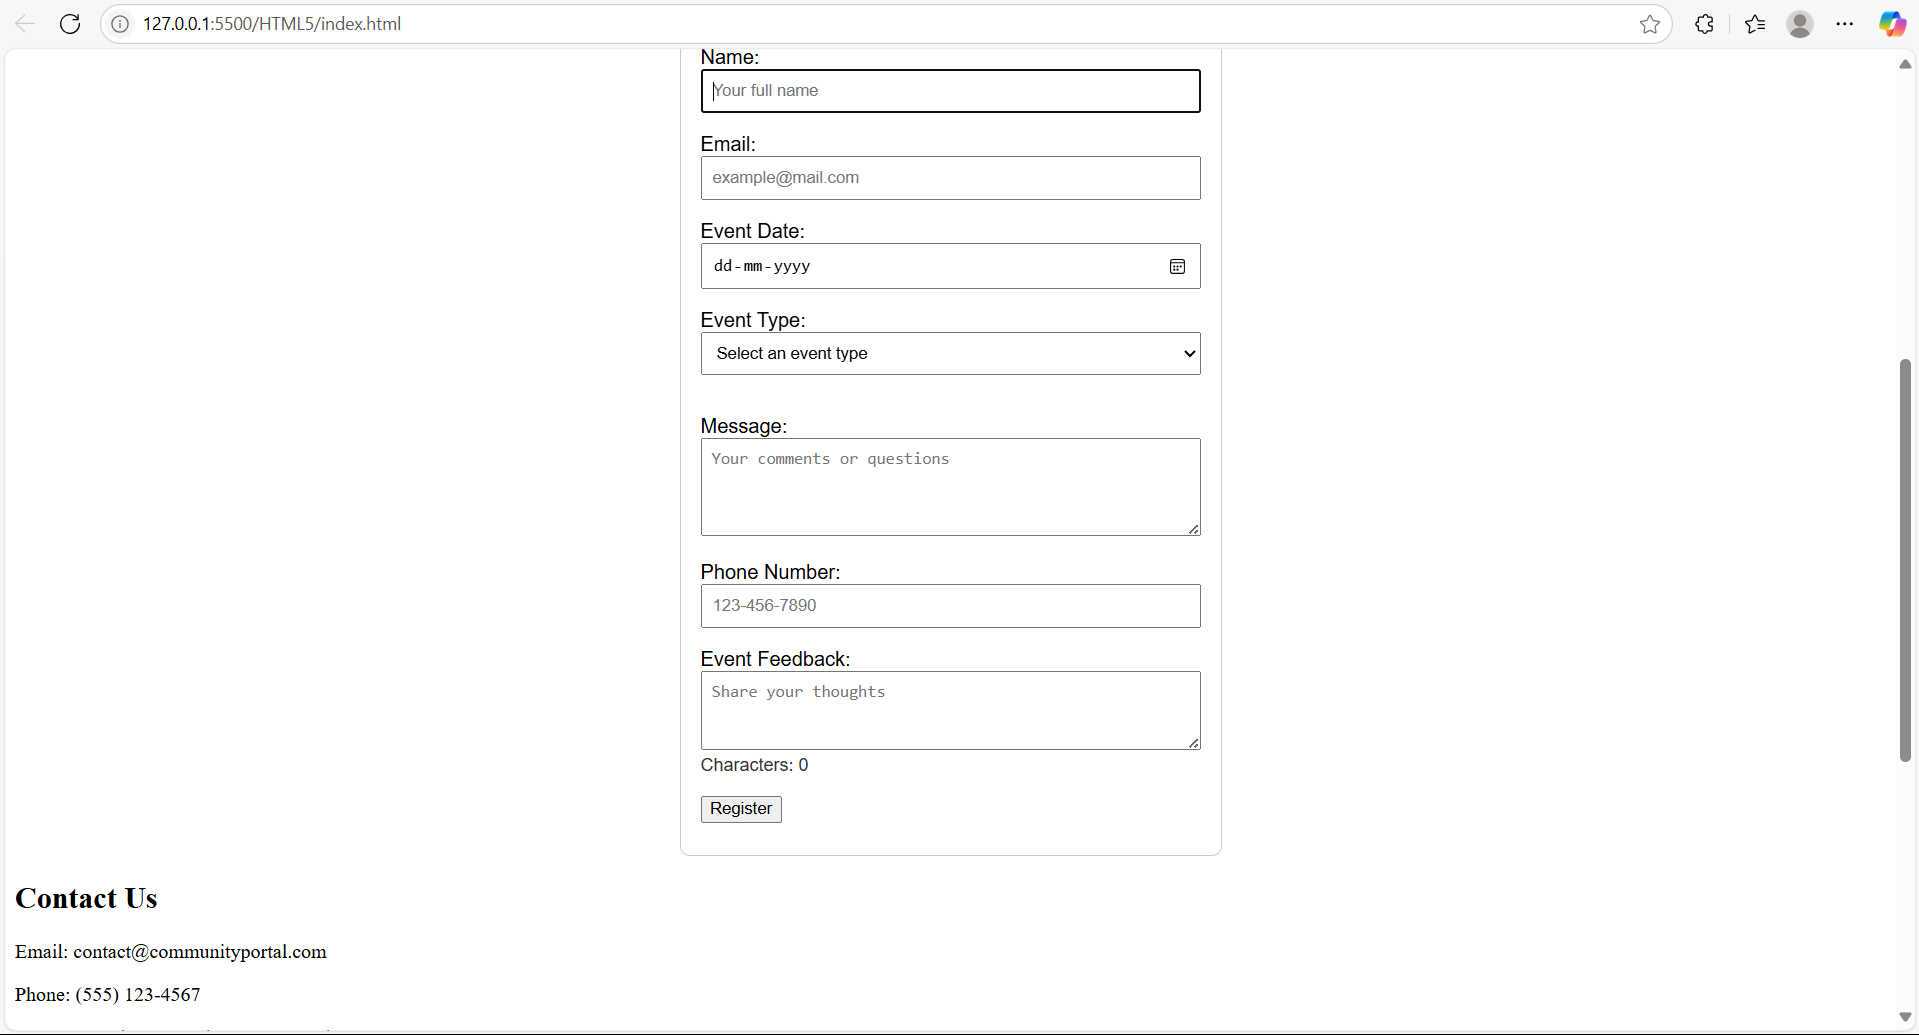 127.0.0.1:5500/HTML5/index.html
Name:
Your full name
Email:
example@mail.com
Event Date:
dd-mm-yyyy
Event Type:
Select an event type
Message:
Your comments or questions
Phone Number:
123-456-7890
Event Feedback:
Share your thoughts
Characters: 0
Register
Contact Us
Email: contact@communityportal.com
Phone: (555) 123-4567